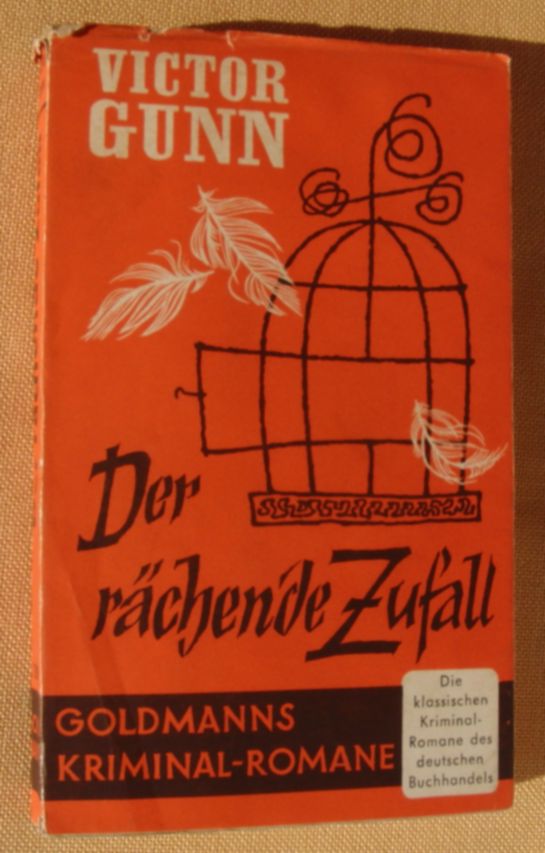 VICTOR
GUNN
Der
rächende Zufall
GOLDMANNS
KRIMINAL-ROMANE
Die
klassischen
Kriminal-
Romane des
deutschen
Buchhandels